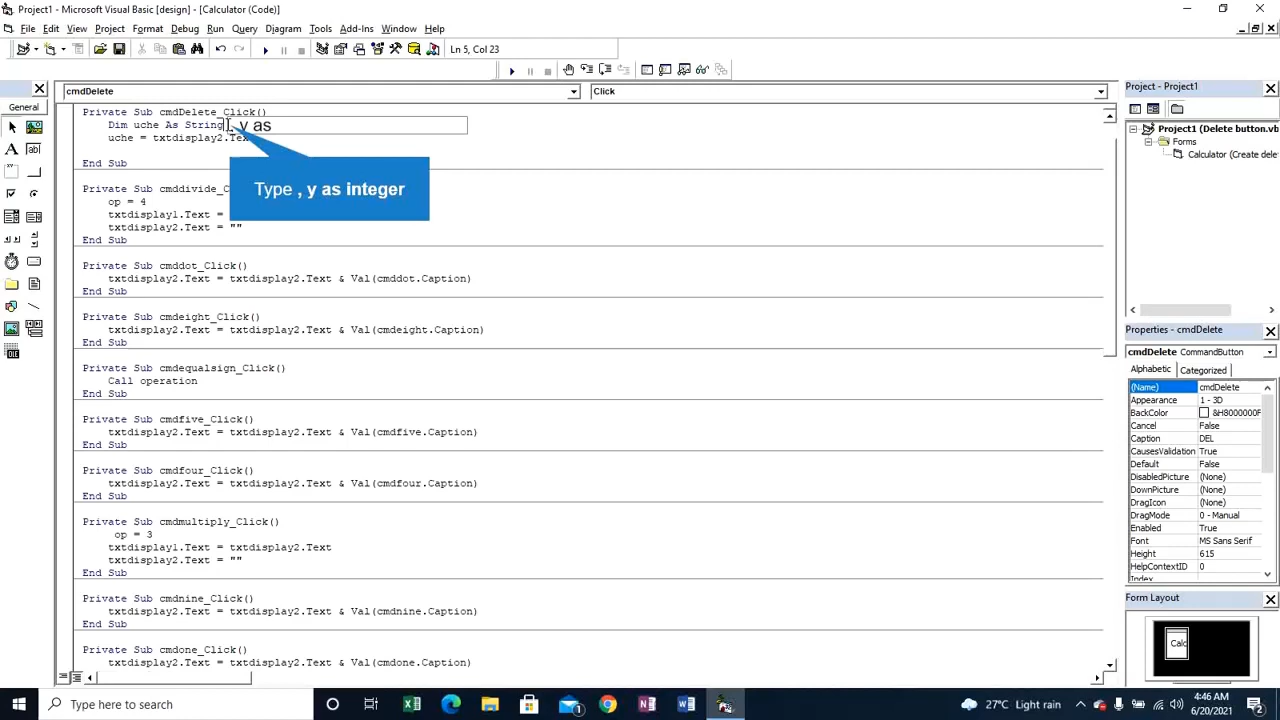 Project1 - Microsoft Visual Basic [design] - [Calculator (Code)]
File Edit View Project Format Debug Run Query Diagram Tools Add-Ins Window Help
Ln 5, Col 23
General
cmdDelete
Click
Private Sub cmdDelete_Click()
Dim uche As String, y as
uche = txtdisplay2.Text
End Sub
Type , y as integer
Private Sub cmddivide_C
op = 4
txtdisplay1.Text =
txtdisplay2.Text = ""
End Sub
Private Sub cmddot_Click()
txtdisplay2.Text = txtdisplay2.Text & Val(cmddot.Caption)
End Sub
Private Sub cmdeight_Click()
txtdisplay2.Text = txtdisplay2.Text & Val(cmdeight.Caption)
End Sub
Private Sub cmdequalsign_Click()
Call operation
End Sub
Private Sub cmdfive_Click()
txtdisplay2.Text = txtdisplay2.Text & Val(cmdfive.Caption)
End Sub
Private Sub cmdfour_Click()
txtdisplay2.Text = txtdisplay2.Text & Val(cmdfour.Caption)
End Sub
Private Sub cmdmultiply_Click()
op = 3
txtdisplay1.Text = txtdisplay2.Text
txtdisplay2.Text = ""
End Sub
Private Sub cmdnine_Click()
txtdisplay2.Text = txtdisplay2.Text & Val(cmdnine.Caption)
End Sub
Private Sub cmdone_Click()
txtdisplay2.Text = txtdisplay2.Text & Val(cmdone.Caption)
Project - Project1
Project1 (Delete button.vb
Forms
Calculator (Create dele
Properties - cmdDelete
cmdDelete CommandButton
Alphabetic Categorized
(Name) cmdDelete
Appearance 1 - 3D
BackColor &H8000000F
Cancel False
Caption DEL
CausesValidation True
Default False
DisabledPicture (None)
DownPicture (None)
DragIcon (None)
DragMode 0 - Manual
Enabled True
Font MS Sans Serif
Height 615
HelpContextID 0
Index
Form Layout
Calc
Type here to search
27°C Light rain
4:46 AM
6/20/2021